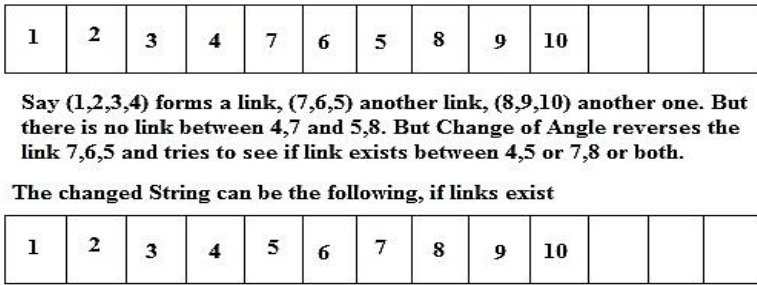 1 2 3 4 7 6 5 8 9 10
Say (1,2,3,4) forms a link, (7,6,5) another link, (8,9,10) another one. But
there is no link between 4,7 and 5,8. But Change of Angle reverses the
link 7,6,5 and tries to see if link exists between 4,5 or 7,8 or both.
The changed String can be the following, if links exist
1 2 3 4 5 6 7 8 9 10